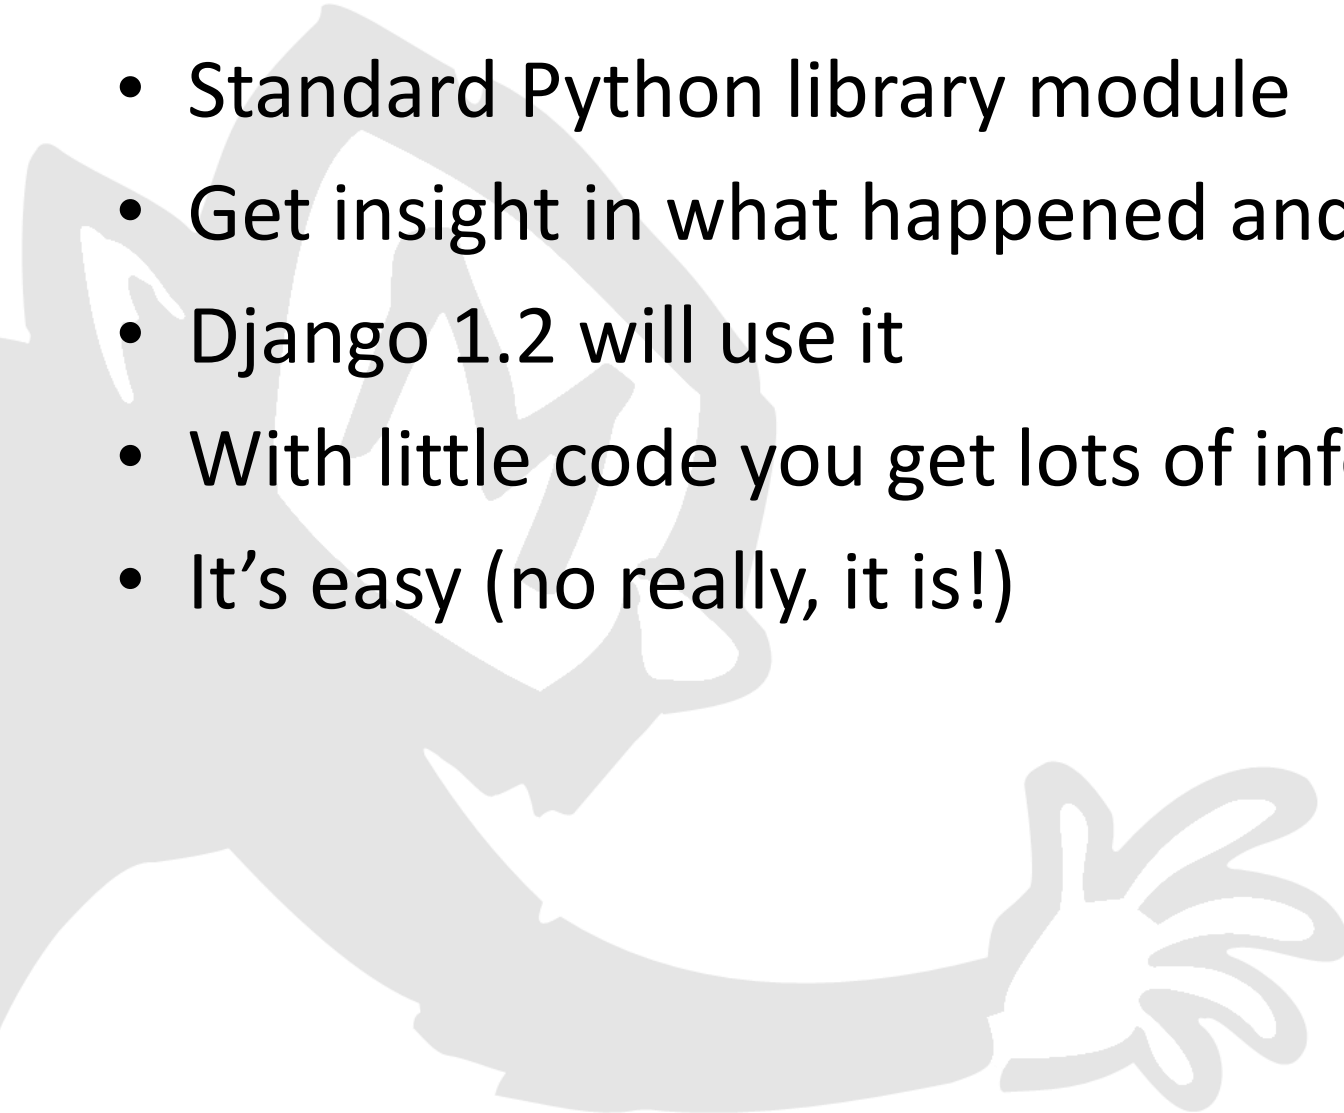 • Standard Python library module
• Get insight in what happened and
• Django 1.2 will use it
• With little code you get lots of
• It’s easy (no really, it is!)